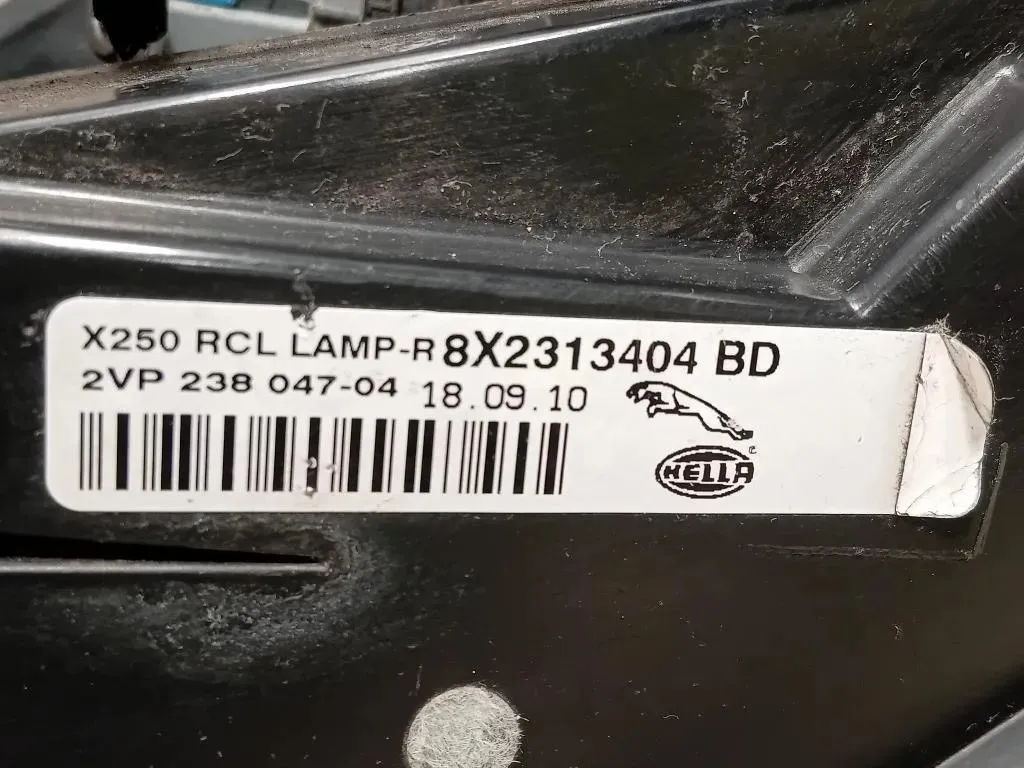 X250 RCL LAMP-R 8X2313404 BD
2VP 238 047-04 18.09.10
HELLA